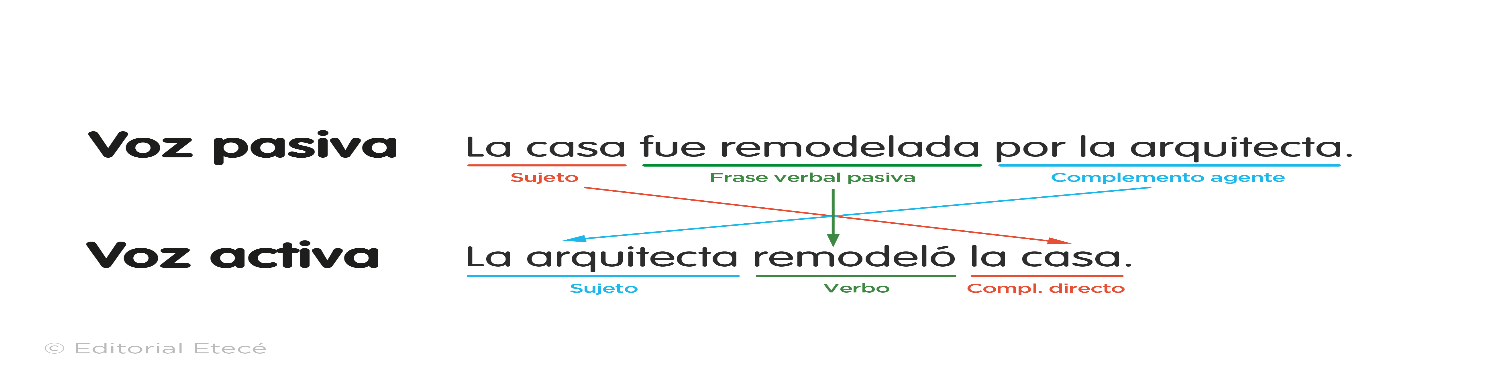 Voz pasiva La casa fue remodelada por la arquitecta.
Sujeto Frase verbal pasiva Complemento agente
Voz activa La arquitecta remodeló la casa.
Sujeto Verbo Compl. directo
© Editorial Etecé